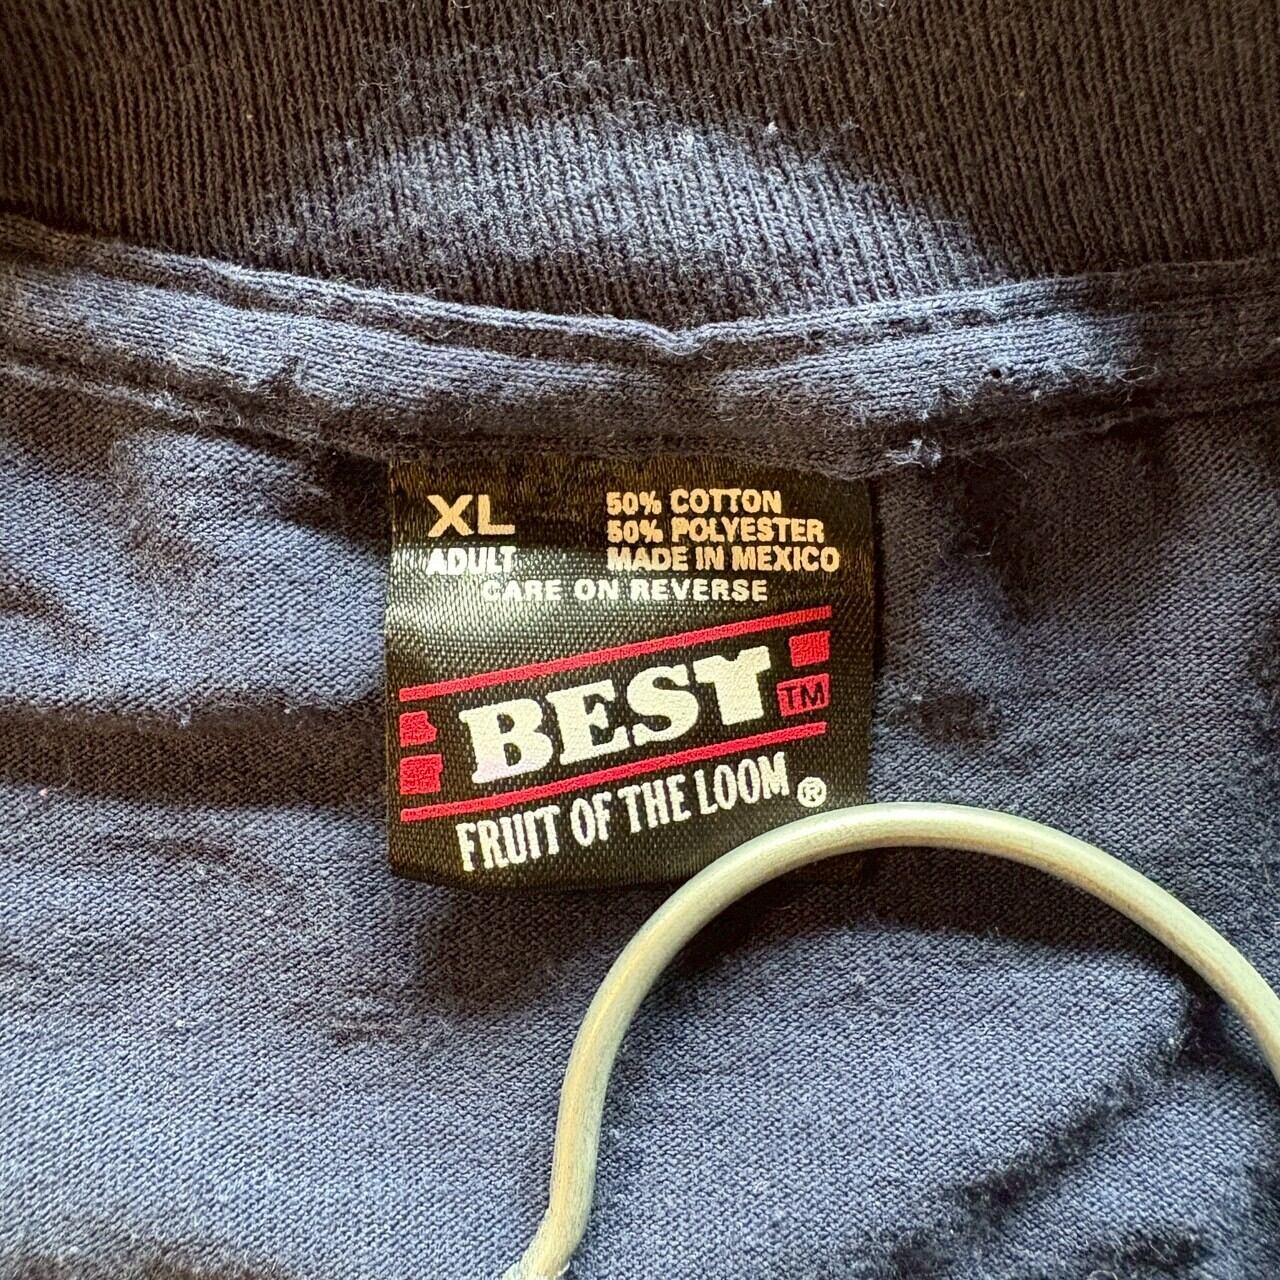 XL
ADULT
50% COTTON
50% POLYESTER
MADE IN MEXICO
CARE ON REVERSE
BEST TM
FRUIT OF THE LOOM ®